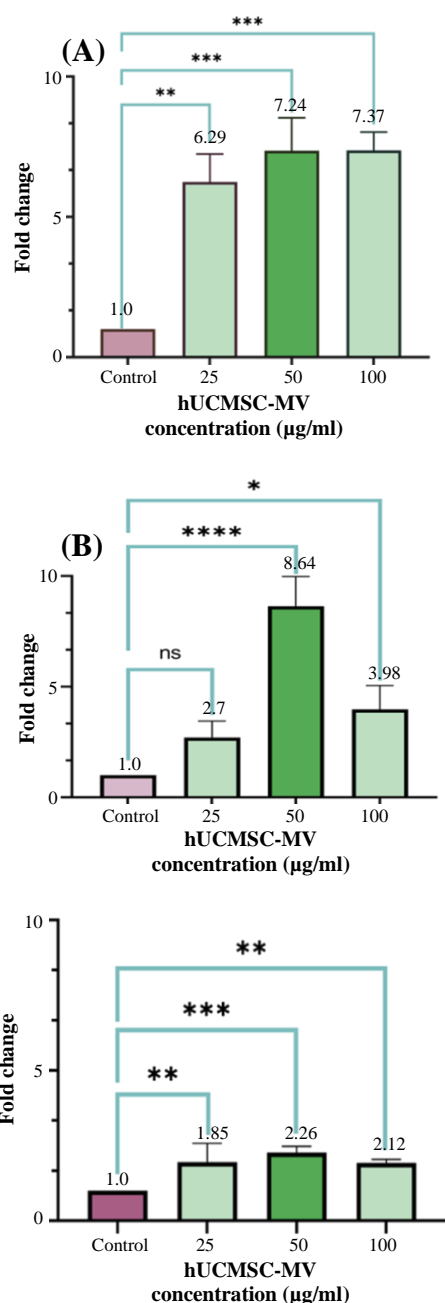 ***
(A)
***
**
10
7.24
7.37
6.29
5
Fold change
1.0
0
Control
25
50
100
hUCMSC-MV
concentration (µg/ml)
*
****
(B)
10
8.64
ns
5
3.98
Fold change
2.7
1.0
0
Control
25
50
100
hUCMSC-MV
concentration (µg/ml)
10
**
***
5
**
Fold change
1.85
2.26
2.12
1.0
0
Control
25
50
100
hUCMSC-MV
concentration (µg/ml)